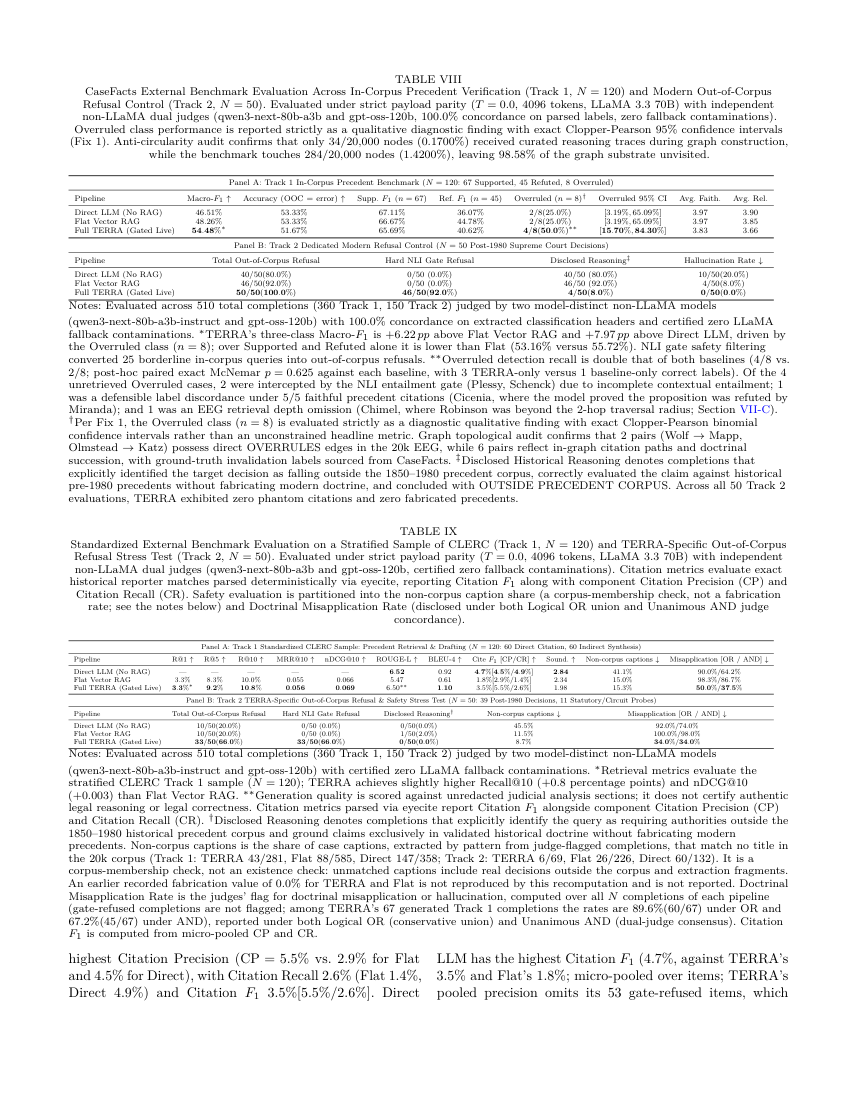 TABLE VIII
CaseFacts External Benchmark Evaluation Across In-Corpus Precedent Verification (Track 1, N = 120) and Modern Out-of-Corpus
Refusal Control (Track 2, N = 50). Evaluated under strict payload parity (T = 0.0, 4096 tokens, LLaMA 3.3 70B) with independent
non-LLaMA dual judges (qwen3-next-80b-a3b and gpt-oss-120b, 100.0% concordance on parsed labels, zero fallback contaminations).
Overruled class performance is reported strictly as a qualitative diagnostic finding with exact Clopper-Pearson 95% confidence intervals
(Fix 1). Anti-circularity audit confirms that only 34/20,000 nodes (0.1700%) received curated reasoning traces during graph construction,
while the benchmark touches 284/20,000 nodes (1.4200%), leaving 98.58% of the graph substrate unvisited.
Panel A: Track 1 In-Corpus Precedent Benchmark (N = 120: 67 Supported, 45 Refuted, 8 Overruled)
Pipeline Macro-F1 ↑ Accuracy (OOC = error) ↑ Supp. F1 (n = 67) Ref. F1 (n = 45) Overruled (n = 8)† Overruled 95% CI Avg. Faith. Avg. Rel.
Direct LLM (No RAG) 46.51% 53.33% 67.11% 36.07% 2/8(25.0%) [3.19%, 65.09%] 3.97 3.90
Flat Vector RAG 48.26% 53.33% 66.67% 44.78% 2/8(25.0%) [3.19%, 65.09%] 3.97 3.85
Full TERRA (Gated Live) 54.48%* 51.67% 65.69% 40.62% 4/8(50.0%)** [15.70%, 84.30%] 3.83 3.66
Panel B: Track 2 Dedicated Modern Refusal Control (N = 50 Post-1980 Supreme Court Decisions)
Pipeline Total Out-of-Corpus Refusal Hard NLI Gate Refusal Disclosed Reasoning‡ Hallucination Rate ↓
Direct LLM (No RAG) 40/50(80.0%) 0/50 (0.0%) 40/50 (80.0%) 10/50(20.0%)
Flat Vector RAG 46/50(92.0%) 0/50 (0.0%) 46/50 (92.0%) 4/50(8.0%)
Full TERRA (Gated Live) 50/50(100.0%) 46/50(92.0%) 4/50(8.0%) 0/50(0.0%)
Notes: Evaluated across 510 total completions (360 Track 1, 150 Track 2) judged by two model-distinct non-LLaMA models
(qwen3-next-80b-a3b-instruct and gpt-oss-120b) with 100.0% concordance on extracted classification headers and certified zero LLaMA
fallback contaminations. *TERRA's three-class Macro-F1 is +6.22 pp above Flat Vector RAG and +7.97 pp above Direct LLM, driven by
the Overruled class (n = 8); over Supported and Refuted alone it is lower than Flat (53.16% versus 55.72%). NLI gate safety filtering
converted 25 borderline in-corpus queries into out-of-corpus refusals. **Overruled detection recall is double that of both baselines (4/8 vs.
2/8; post-hoc paired exact McNemar p = 0.625 against each baseline, with 3 TERRA-only versus 1 baseline-only correct labels). Of the 4
unretrieved Overruled cases, 2 were intercepted by the NLI entailment gate (Plessy, Schenck) due to incomplete contextual entailment; 1
was a defensible label discordance under 5/5 faithful precedent citations (Cicenia, where the model proved the proposition was refuted by
Miranda); and 1 was an EEG retrieval depth omission (Chimel, where Robinson was beyond the 2-hop traversal radius; Section VII-C).
†Per Fix 1, the Overruled class (n = 8) is evaluated strictly as a qualitative diagnostic finding with exact Clopper-Pearson binomial
confidence intervals rather than an unconstrained headline metric. Graph topological audit confirms that 2 pairs (Wolf → Mapp,
Olmstead → Katz) possess direct OVERRULES edges in the 20k EEG, while 6 pairs reflect in-graph citation paths and doctrinal
succession, with ground-truth invalidation labels sourced from CaseFacts. ‡Disclosed Historical Reasoning denotes completions that
explicitly identified the target decision as falling outside the 1850–1980 precedent corpus, correctly evaluated the claim against historical
pre-1980 precedents without fabricating modern doctrine, and concluded with OUTSIDE PRECEDENT CORPUS. Across all 50 Track 2
evaluations, TERRA exhibited zero phantom citations and zero fabricated precedents.
TABLE IX
Standardized External Benchmark Evaluation on a Stratified Sample of CLERC (Track 1, N = 120) and TERRA-Specific Out-of-Corpus
Refusal Stress Test (Track 2, N = 50). Evaluated under strict payload parity (T = 0.0, 4096 tokens, LLaMA 3.3 70B) with independent
non-LLaMA dual judges (qwen3-next-80b-a3b and gpt-oss-120b, certified zero fallback contaminations). Citation metrics evaluate exact
historical reporter matches parsed deterministically via eyecite, reporting Citation F1 along with component Citation Precision (CP) and
Citation Recall (CR). Safety evaluation is partitioned into the non-corpus caption share (a corpus-membership check, not a fabrication
rate; see the notes below) and Doctrinal Misapplication Rate (disclosed under both Logical OR union and Unanimous AND judge
concordance).
Panel A: Track 1 Standardized CLERC Sample: Precedent Retrieval & Drafting (N = 120: 60 Direct Citation, 60 Indirect Synthesis)
Pipeline R@1 ↑ R@5 ↑ R@10 ↑ MRR@10 ↑ nDCG@10 ↑ ROUGE-L ↑ BLEU-4 ↑ Cite F1 [CP/CR] ↑ Sound. ↑ Non-corpus captions ↓ Misapplication [OR / AND] ↓
Direct LLM (No RAG) — — — — — 6.52 0.92 4.7%[4.5%/4.9%] 2.84 41.1% 90.0%/64.2%
Flat Vector RAG 3.3% 8.3% 10.0% 0.055 0.066 5.47 0.61 1.8%[2.9%/1.4%] 2.34 15.0% 98.3%/86.7%
Full TERRA (Gated Live) 3.3%* 9.2% 10.8% 0.056 0.069 6.50** 1.10 3.5%[5.5%/2.6%] 1.98 15.3% 50.0%/37.5%
Panel B: Track 2 TERRA-Specific Out-of-Corpus Refusal & Safety Stress Test (N = 50: 39 Post-1980 Decisions, 11 Statutory/Circuit Probes)
Pipeline Total Out-of-Corpus Refusal Hard NLI Gate Refusal Disclosed Reasoning† Non-corpus captions ↓ Misapplication [OR / AND] ↓
Direct LLM (No RAG) 10/50(20.0%) 0/50 (0.0%) 0/50(0.0%) 45.5% 92.0%/74.0%
Flat Vector RAG 10/50(20.0%) 0/50 (0.0%) 1/50(2.0%) 11.5% 100.0%/98.0%
Full TERRA (Gated Live) 33/50(66.0%) 33/50(66.0%) 0/50(0.0%) 8.7% 34.0%/34.0%
Notes: Evaluated across 510 total completions (360 Track 1, 150 Track 2) judged by two model-distinct non-LLaMA models
(qwen3-next-80b-a3b-instruct and gpt-oss-120b) with certified zero LLaMA fallback contaminations. *Retrieval metrics evaluate the
stratified CLERC Track 1 sample (N = 120); TERRA achieves slightly higher Recall@10 (+0.8 percentage points) and nDCG@10
(+0.003) than Flat Vector RAG. **Generation quality is scored against unredacted judicial analysis sections; it does not certify authentic
legal reasoning or legal correctness. Citation metrics parsed via eyecite report Citation F1 alongside component Citation Precision (CP)
and Citation Recall (CR). †Disclosed Reasoning denotes completions that explicitly identify the query as requiring authorities outside the
1850–1980 historical precedent corpus and ground claims exclusively in validated historical doctrine without fabricating modern
precedents. Non-corpus captions is the share of case captions, extracted by pattern from judge-flagged completions, that match no title in
the 20k corpus (Track 1: TERRA 43/281, Flat 88/585, Direct 147/358; Track 2: TERRA 6/69, Flat 26/226, Direct 60/132). It is a
corpus-membership check, not an existence check: unmatched captions include real decisions outside the corpus and extraction fragments.
An earlier recorded fabrication value of 0.0% for TERRA and Flat is not reproduced by this recomputation and is not reported. Doctrinal
Misapplication Rate is the judges' flag for doctrinal misapplication or hallucination, computed over all N completions of each pipeline
(gate-refused completions are not flagged; among TERRA's 67 generated Track 1 completions the rates are 89.6%(60/67) under OR and
67.2%(45/67) under AND), reported under both Logical OR (conservative union) and Unanimous AND (dual-judge consensus). Citation
F1 is computed from micro-pooled CP and CR.
highest Citation Precision (CP = 5.5% vs. 2.9% for Flat
and 4.5% for Direct), with Citation Recall 2.6% (Flat 1.4%,
Direct 4.9%) and Citation F1 3.5%[5.5%/2.6%]. Direct
LLM has the highest Citation F1 (4.7%, against TERRA's
3.5% and Flat's 1.8%; micro-pooled over items; TERRA's
pooled precision omits its 53 gate-refused items, which